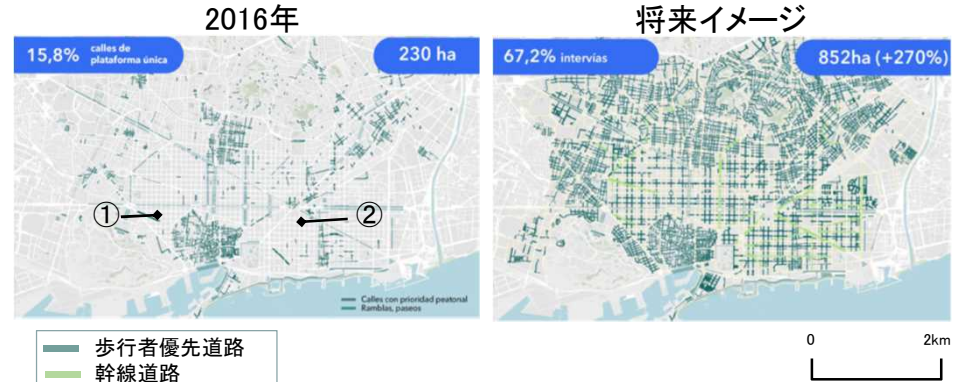 2016年
将来イメージ
15,8% calles de plataforma única
230 ha
67,2% intervías
852ha (+270%)
①
②
Calles con prioridad peatonal
Ramblas, paseos
歩行者優先道路
幹線道路
0 2km